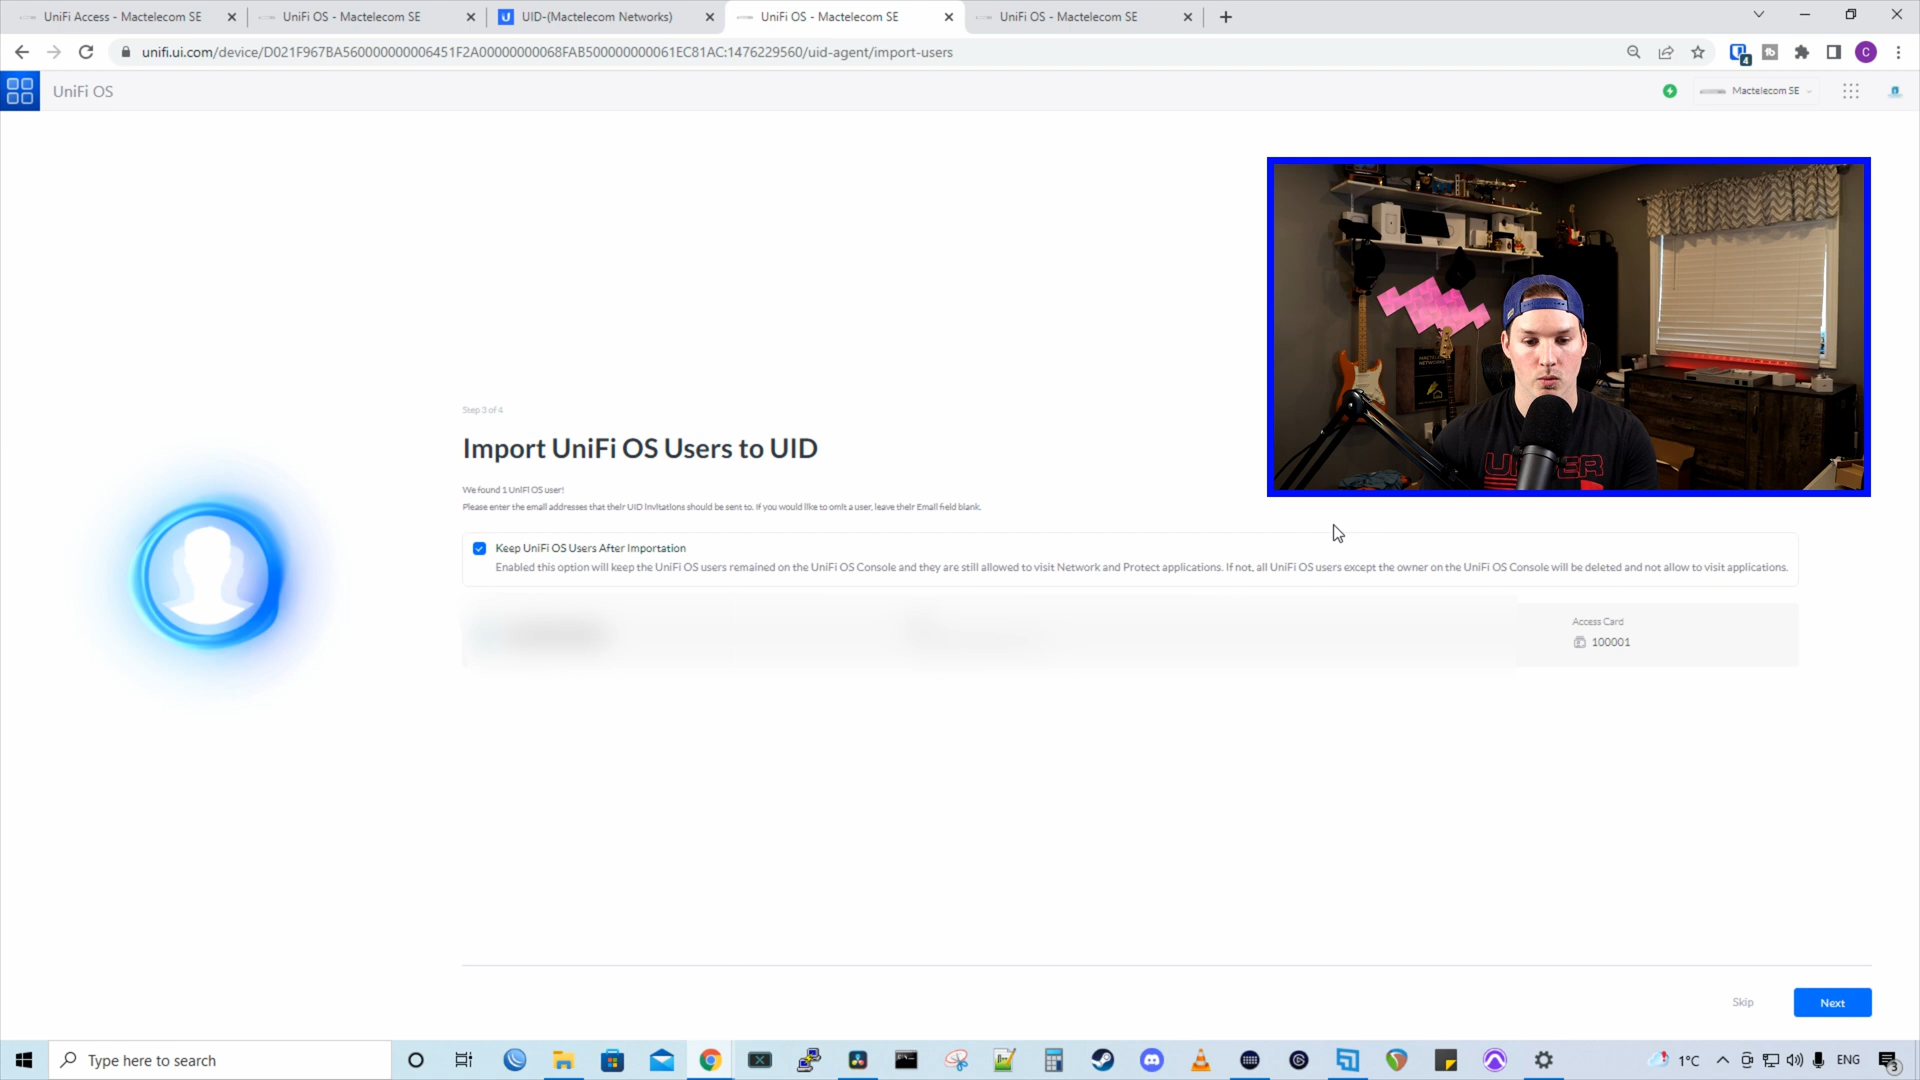 UniFi Access - Mactelecom SE
UniFi OS - Mactelecom SE
UID-(Mactelecom Networks)
UniFi OS - Mactelecom SE
UniFi OS - Mactelecom SE
unifi.ui.com/device/D021F967BA560000000006451F2A00000000068FAB500000000061EC81AC:1476229560/uid-agent/import-users
UniFi OS
Mactelecom SE
Step 3 of 4
Import UniFi OS Users to UID
We found 1 UniFi OS user!
Please enter the email addresses that their UID invitations should be sent to. If you would like to omit a user, leave their Email field blank.
Keep UniFi OS Users After Importation
Enabled this option will keep the UniFi OS users remained on the UniFi OS Console and they are still allowed to visit Network and Protect applications. If not, all UniFi OS users except the owner on the UniFi OS Console will be deleted and not allow to visit applications.
Access Card
100001
Skip
Next
Type here to search
1°C
ENG
3